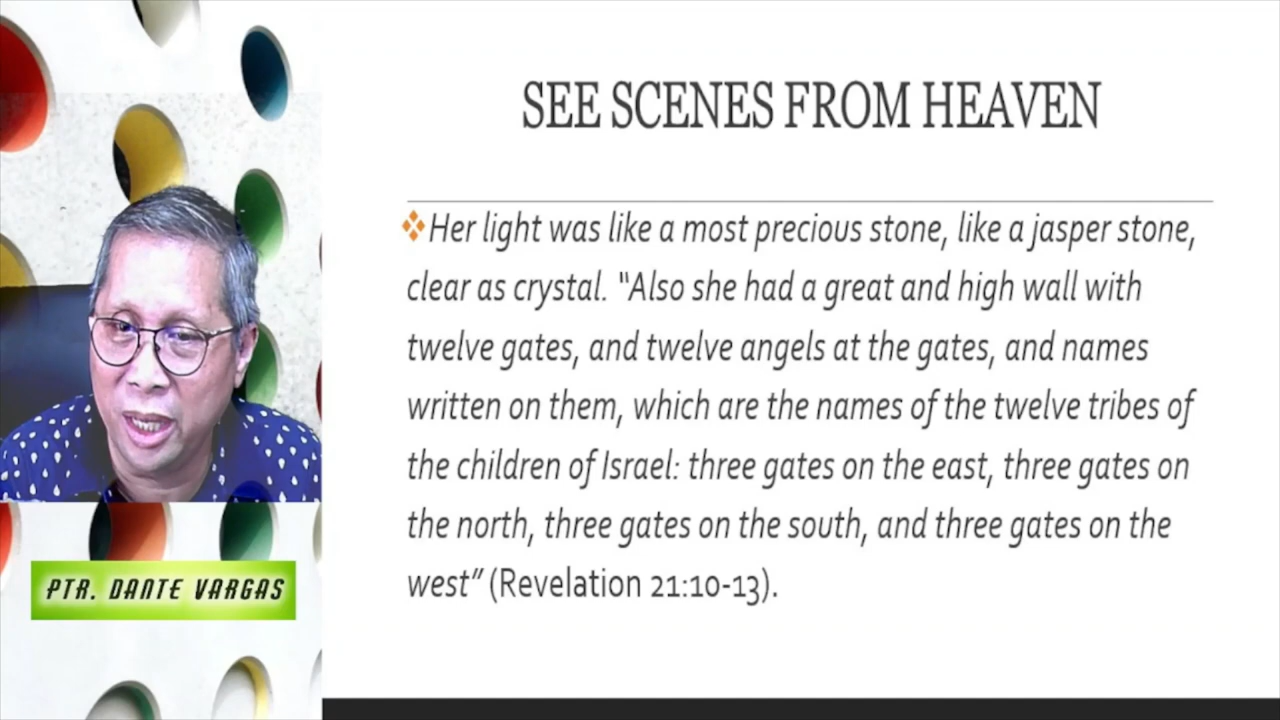 SEE SCENES FROM HEAVEN
❖Her light was like a most precious stone, like a jasper stone,
clear as crystal. “Also she had a great and high wall with
twelve gates, and twelve angels at the gates, and names
written on them, which are the names of the twelve tribes of
the children of Israel: three gates on the east, three gates on
the north, three gates on the south, and three gates on the
west” (Revelation 21:10-13).
PTR. DANTE VARGAS